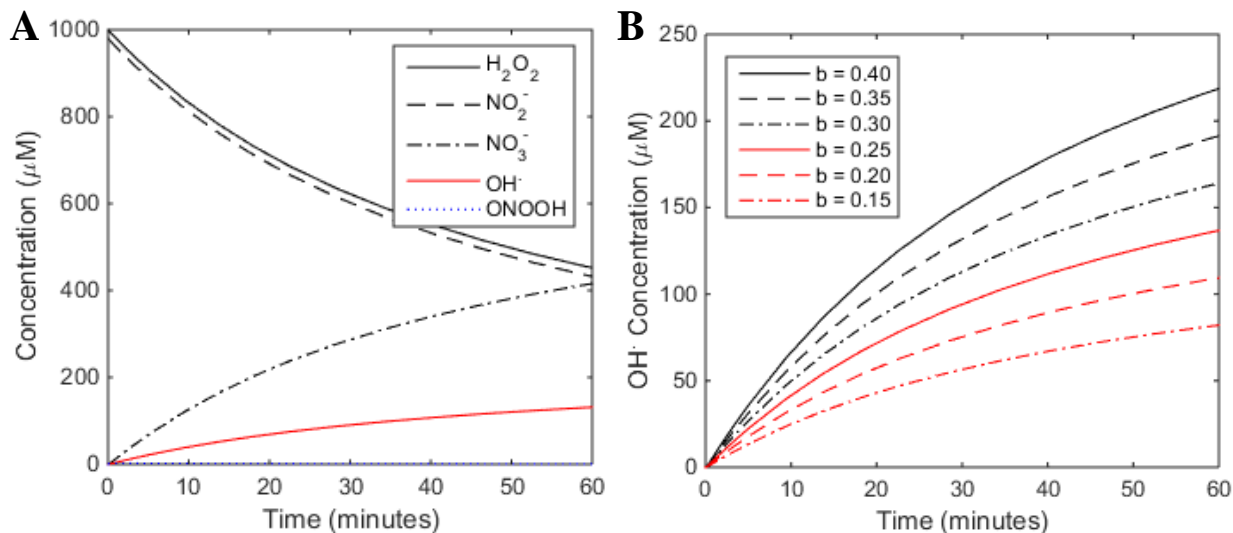 A
1000
800
600
400
200
0
Concentration (μM)
H₂O₂
NO₂⁻
NO₃⁻
OH·
ONOOH
0 10 20 30 40 50 60
Time (minutes)
B
250
200
150
100
50
0
OH· Concentration (μM)
b = 0.40
b = 0.35
b = 0.30
b = 0.25
b = 0.20
b = 0.15
0 10 20 30 40 50 60
Time (minutes)